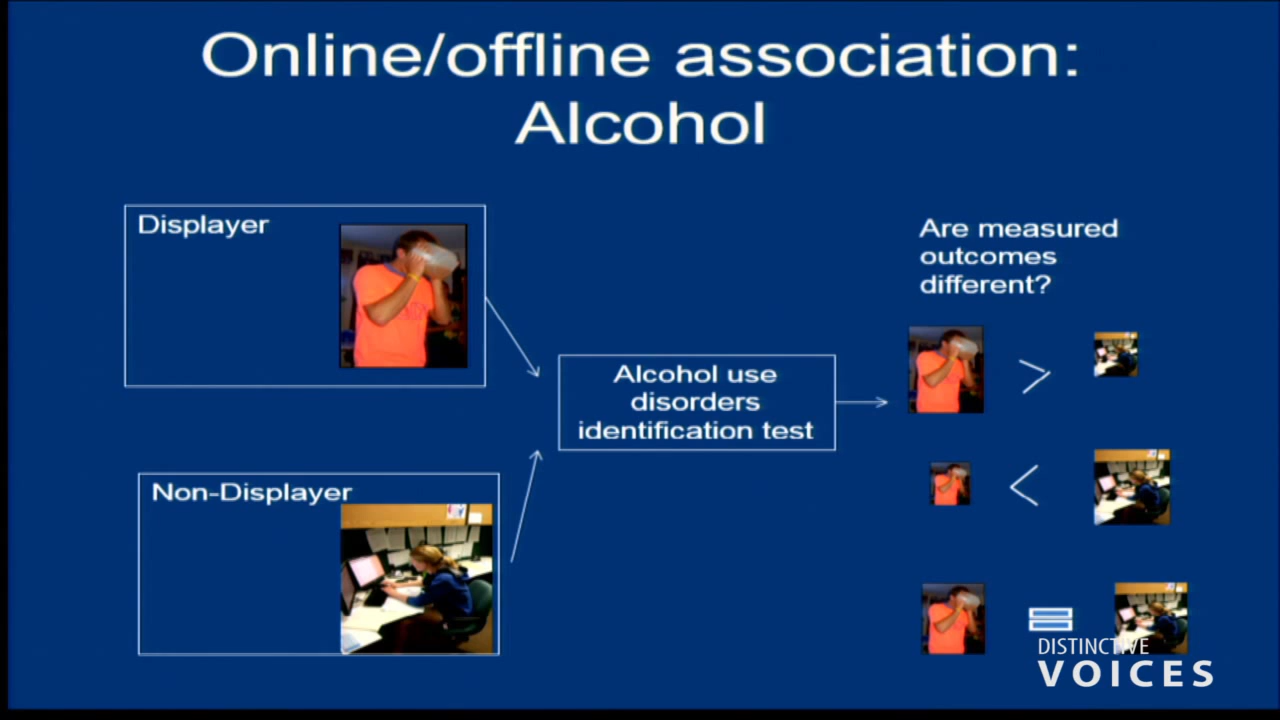 Online/offline association:
Alcohol
Displayer
Are measured
outcomes
different?
Alcohol use
disorders
identification test
Non-Displayer
DISTINCTIVE
VOICES